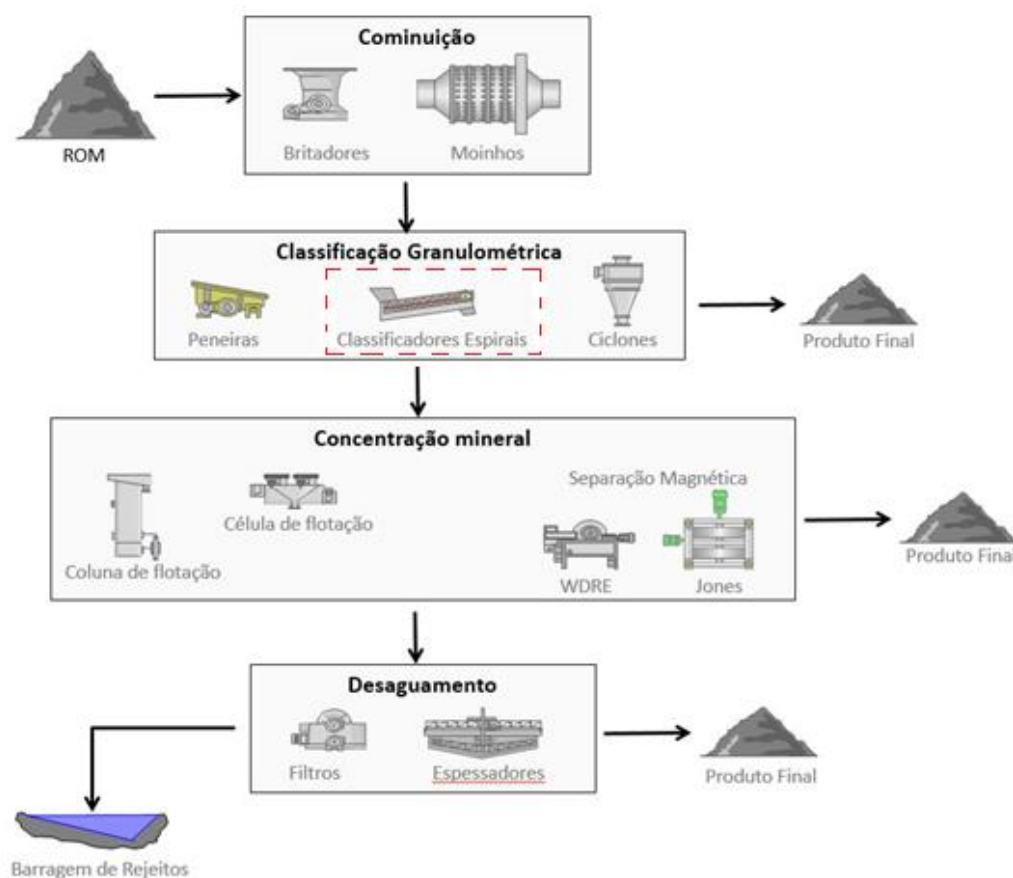 Cominuição
ROM
Britadores
Moinhos
Classificação Granulométrica
Peneiras
Classificadores Espirais
Ciclones
Produto Final
Concentração mineral
Separação Magnética
Célula de flotação
Coluna de flotação
WDRE
Jones
Produto Final
Desaguamento
Filtros
Espessadores
Produto Final
Barragem de Rejeitos